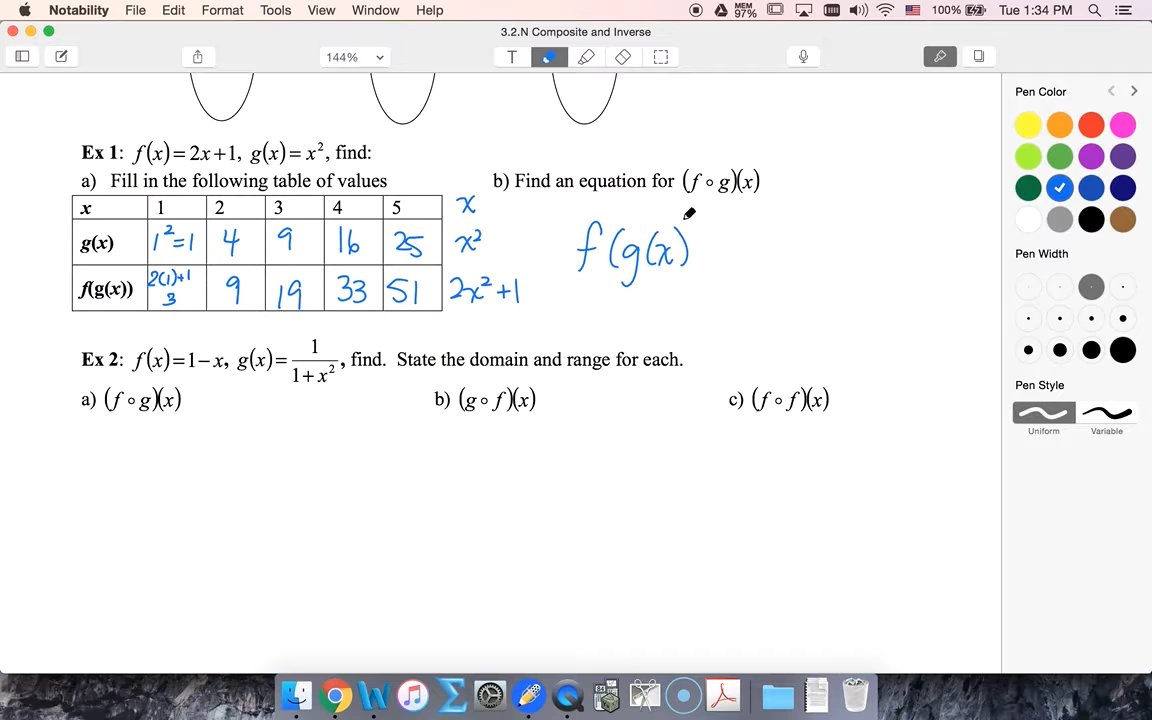 Notability File Edit Format Tools View Window Help MEM 97% 100% Tue 1:34 PM
3.2.N Composite and Inverse
144% T
Pen Color
Ex 1: f(x)=2x+1, g(x)=x², find:
a) Fill in the following table of values
b) Find an equation for (f∘g)(x)
x 1 2 3 4 5 x
g(x) 1²=1 4 9 16 25 x²
f(g(x)) 2(1)+1 3 9 19 33 51 2x²+1
f(g(x)
Pen Width
Ex 2: f(x)=1−x, g(x)=1/(1+x²), find. State the domain and range for each.
a) (f∘g)(x) b) (g∘f)(x) c) (f∘f)(x)
Pen Style
Uniform Variable